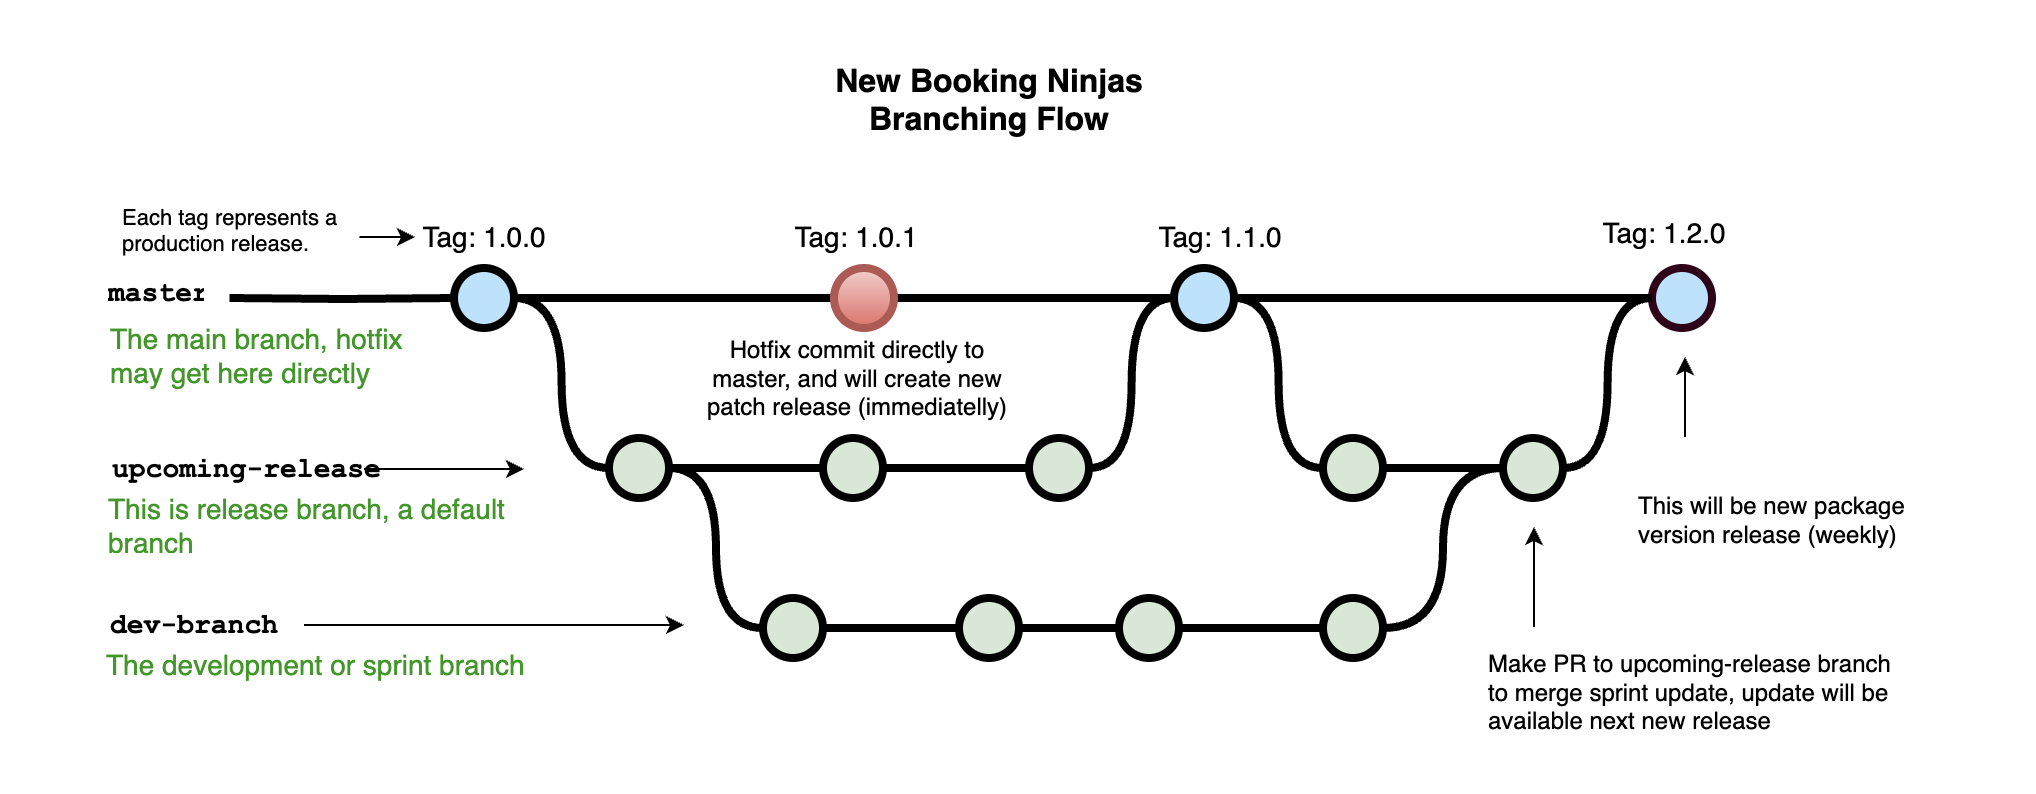 New Booking Ninjas
Branching Flow
Each tag represents a
production release.
Tag: 1.0.0
Tag: 1.0.1
Tag: 1.1.0
Tag: 1.2.0
master
The main branch, hotfix
may get here directly
Hotfix commit directly to
master, and will create new
patch release (immediatelly)
upcoming-release
This is release branch, a default
branch
This will be new package
version release (weekly)
dev-branch
The development or sprint branch
Make PR to upcoming-release branch
to merge sprint update, update will be
available next new release